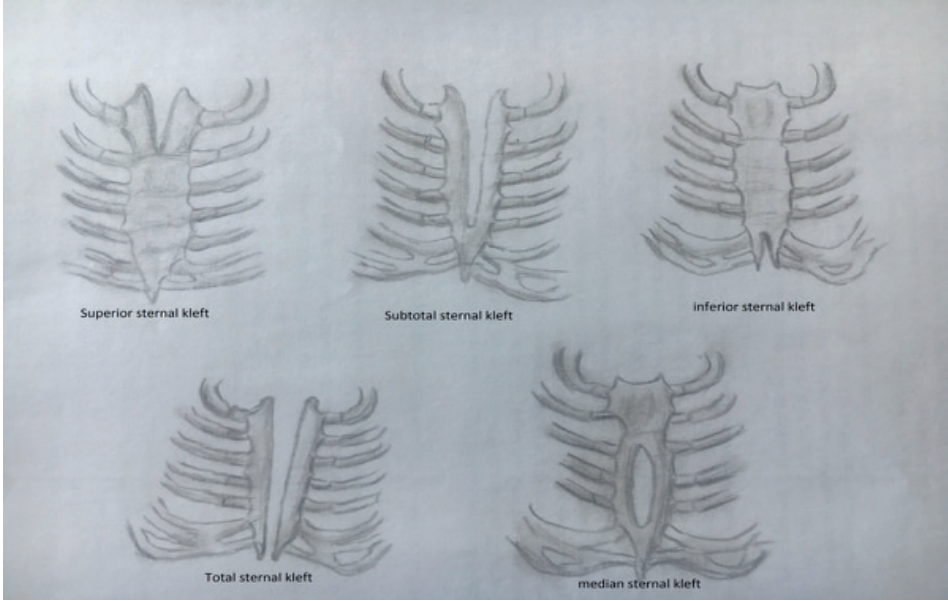 Superior sternal kleft
Subtotal sternal kleft
inferior sternal kleft
Total sternal kleft
median sternal kleft